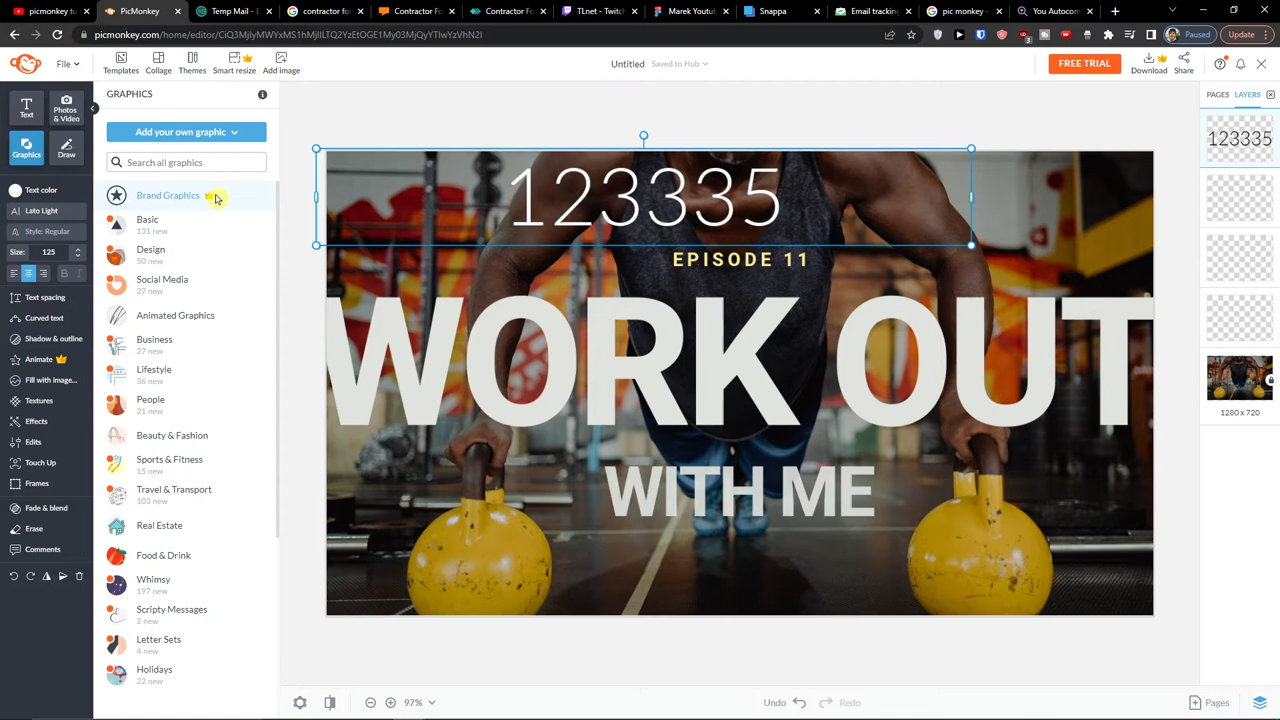 picmonkey tu
PicMonkey
Temp Mail - D
contractor fo
Contractor Fo
Contractor Fo
TLnet - Twitch
Marek Youtub
Snappa
Email tracking
pic monkey -
You Autocom
picmonkey.com/home/editor/
Paused
Update
File
Templates
Collage
Themes
Smart resize
Add image
Untitled
Saved to Hub
FREE TRIAL
Download
Share
Text
Photos & Video
Graphics
Draw
Text color
Lato Light
Style: Regular
Size: 125
B I
Text spacing
Curved text
Shadow & outline
Animate
Fill with image...
Textures
Effects
Edits
Touch Up
Frames
Fade & blend
Erase
Comments
GRAPHICS
Add your own graphic
Search all graphics
Brand Graphics
Basic
131 new
Design
50 new
Social Media
27 new
Animated Graphics
Business
27 new
Lifestyle
36 new
People
21 new
Beauty & Fashion
Sports & Fitness
15 new
Travel & Transport
103 new
Real Estate
Food & Drink
Whimsy
197 new
Scripty Messages
2 new
Letter Sets
4 new
Holidays
22 new
123335
EPISODE 11
WORK OUT
WITH ME
PAGES
LAYERS
123335
1280 x 720
97%
Undo
Redo
Pages